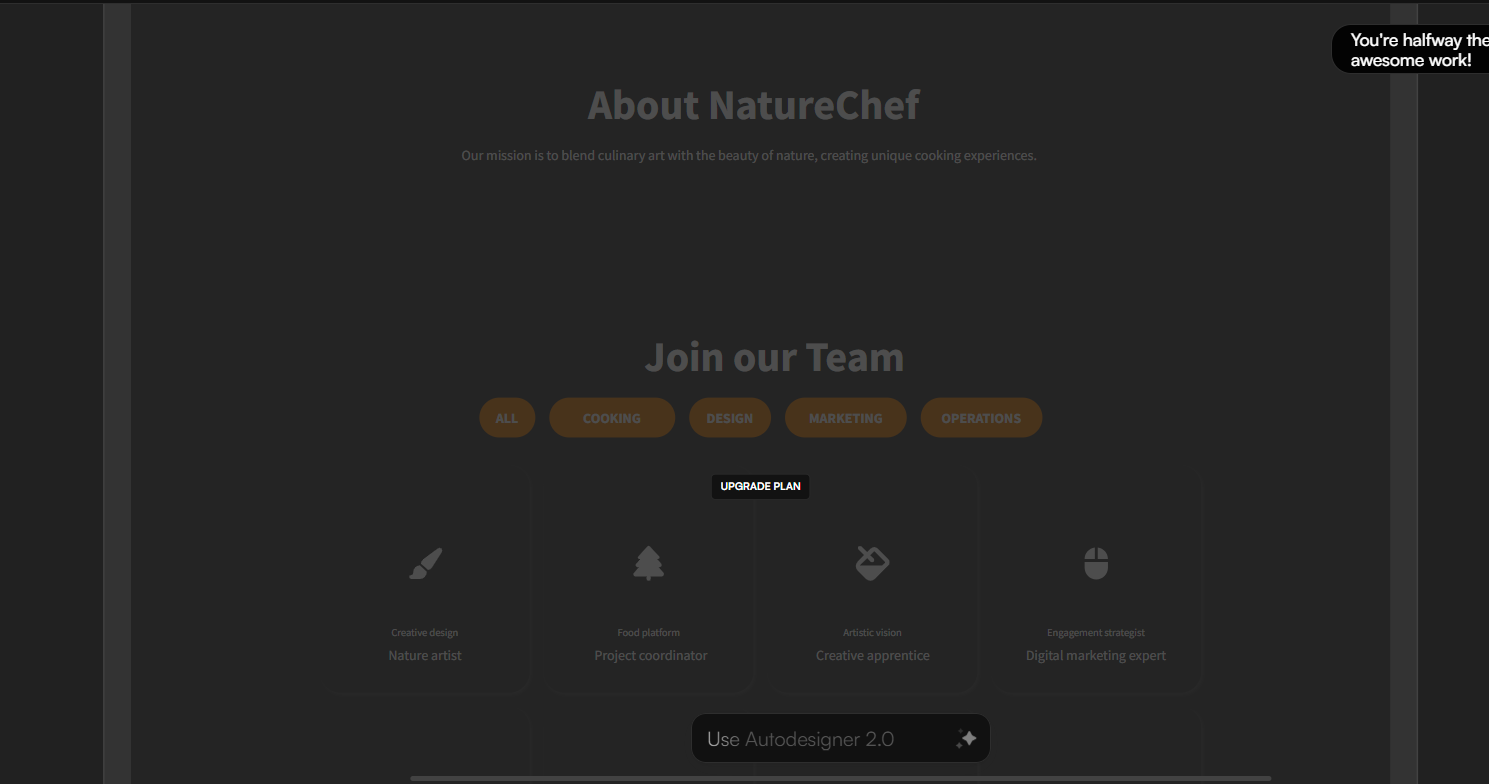 You're halfway the
awesome work!
About NatureChef
Our mission is to blend culinary art with the beauty of nature, creating unique cooking experiences.
Join our Team
ALL COOKING DESIGN MARKETING OPERATIONS
UPGRADE PLAN
Creative design Food platform Artistic vision Engagement strategist
Nature artist Project coordinator Creative apprentice Digital marketing expert
Use Autodesigner 2.0